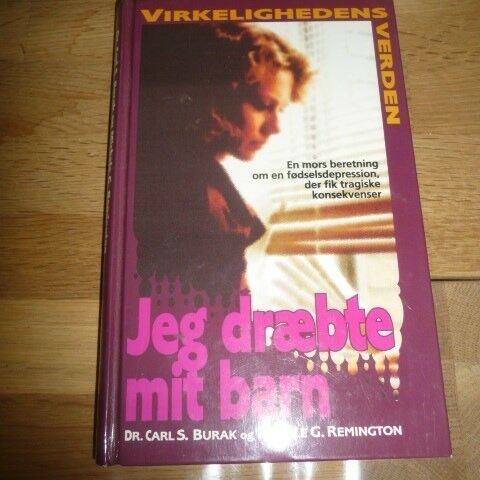 VIRKELIGHEDENS
VERDEN
En mors beretning
om en fødselsdepression,
der fik tragiske
konsekvenser
Jeg dræbte
mit barn
DR. CARL S. BURAK og G. REMINGTON